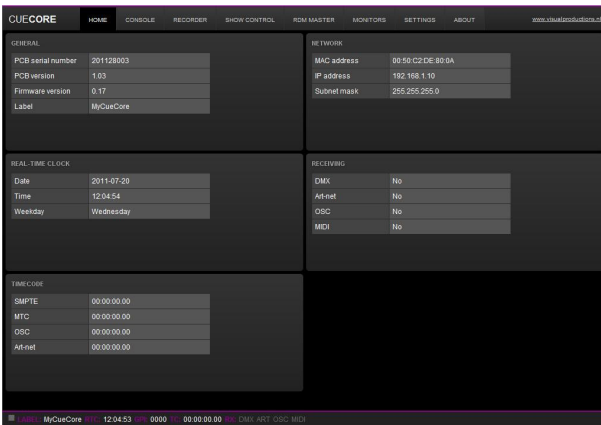 CUECORE HOME CONSOLE RECORDER SHOW CONTROL RDM MASTER MONITORS SETTINGS ABOUT www.visualproductions.nl
GENERAL
PCB serial number 201128003
PCB version 1.03
Firmware version 0.17
Label MyCueCore
NETWORK
MAC address 00:50:C2:DE:80:0A
IP address 192.168.1.10
Subnet mask 255.255.255.0
REAL-TIME CLOCK
Date 2011-07-20
Time 12:04:54
Weekday Wednesday
RECEIVING
DMX No
Art-net No
OSC No
MIDI No
TIMECODE
SMPTE 00:00:00.00
MTC 00:00:00.00
OSC 00:00:00.00
Art-net 00:00:00.00
LABEL: MyCueCore RTC: 12:04:53 GPI: 0000 TC: 00:00:00.00 RX: DMX ART OSC MIDI